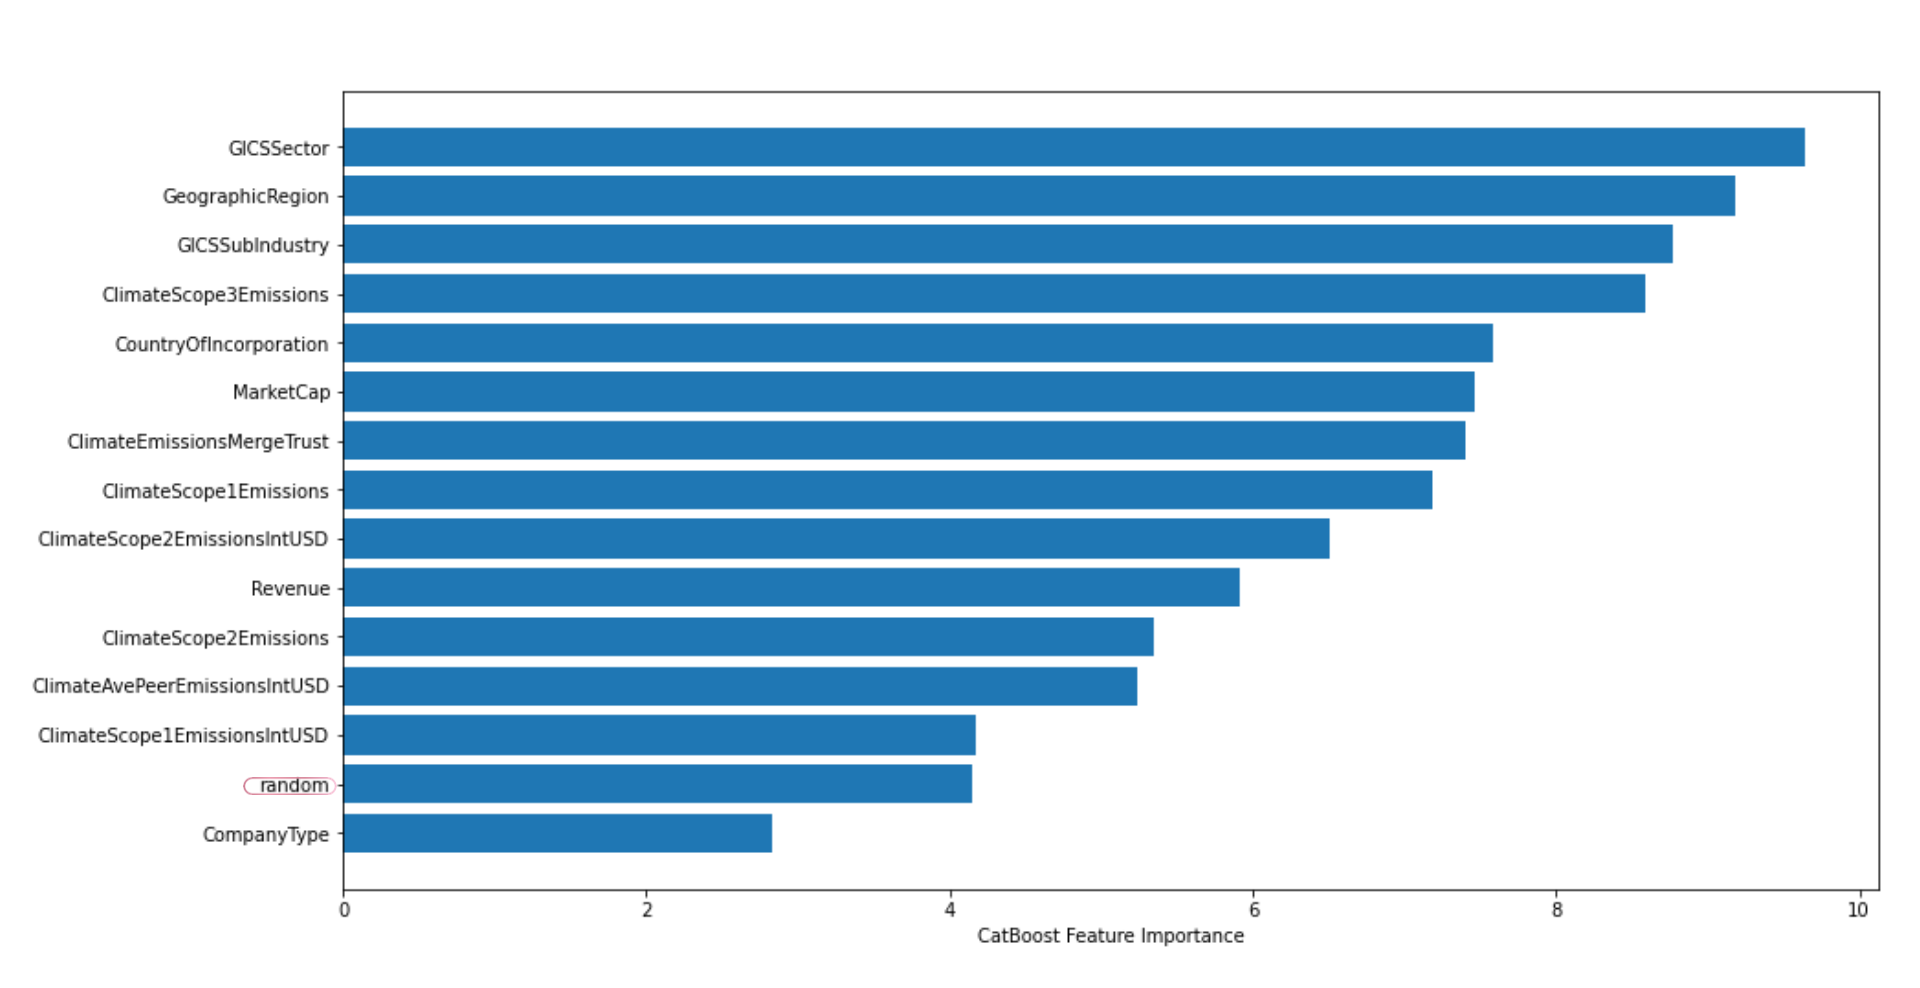 GICSSector
GeographicRegion
GICSSubIndustry
ClimateScope3Emissions
CountryOfIncorporation
MarketCap
ClimateEmissionsMergeTrust
ClimateScope1Emissions
ClimateScope2EmissionsIntUSD
Revenue
ClimateScope2Emissions
ClimateAvePeerEmissionsIntUSD
ClimateScope1EmissionsIntUSD
random
CompanyType
0 2 4 6 8 10
CatBoost Feature Importance